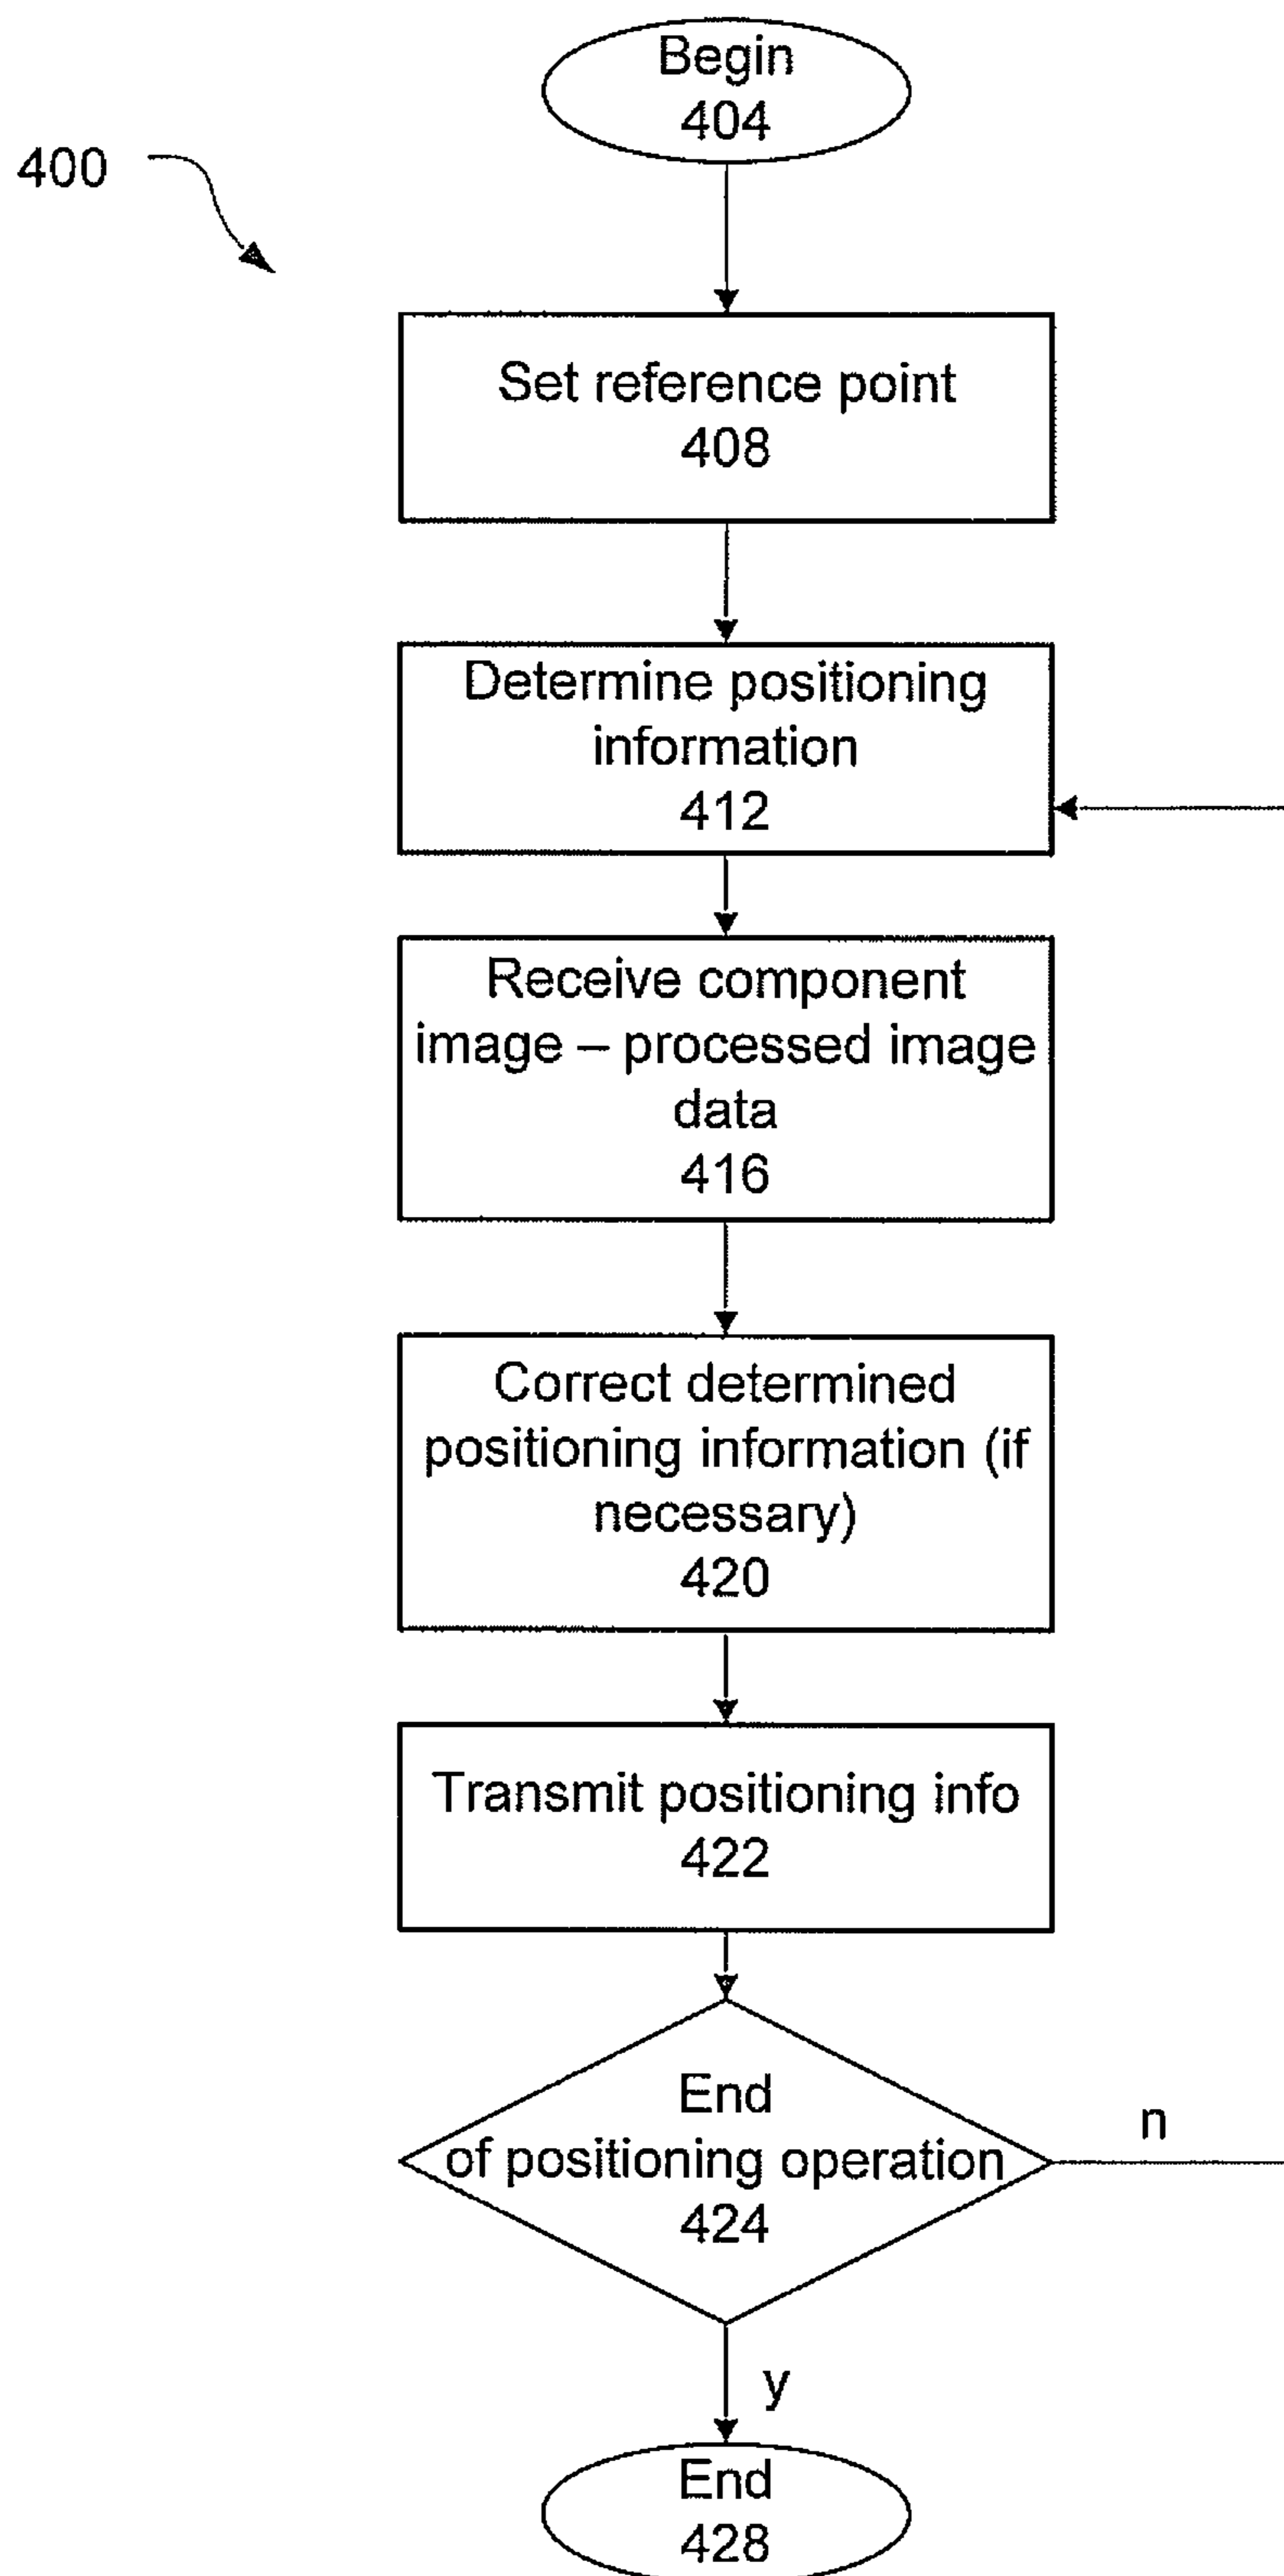 Begin
404
400
Set reference point
408
Determine positioning
information
412
Receive component
image – processed image
data
416
Correct determined
positioning information (if
necessary)
420
Transmit positioning info
422
End
of positioning operation
424
n
y
End
428